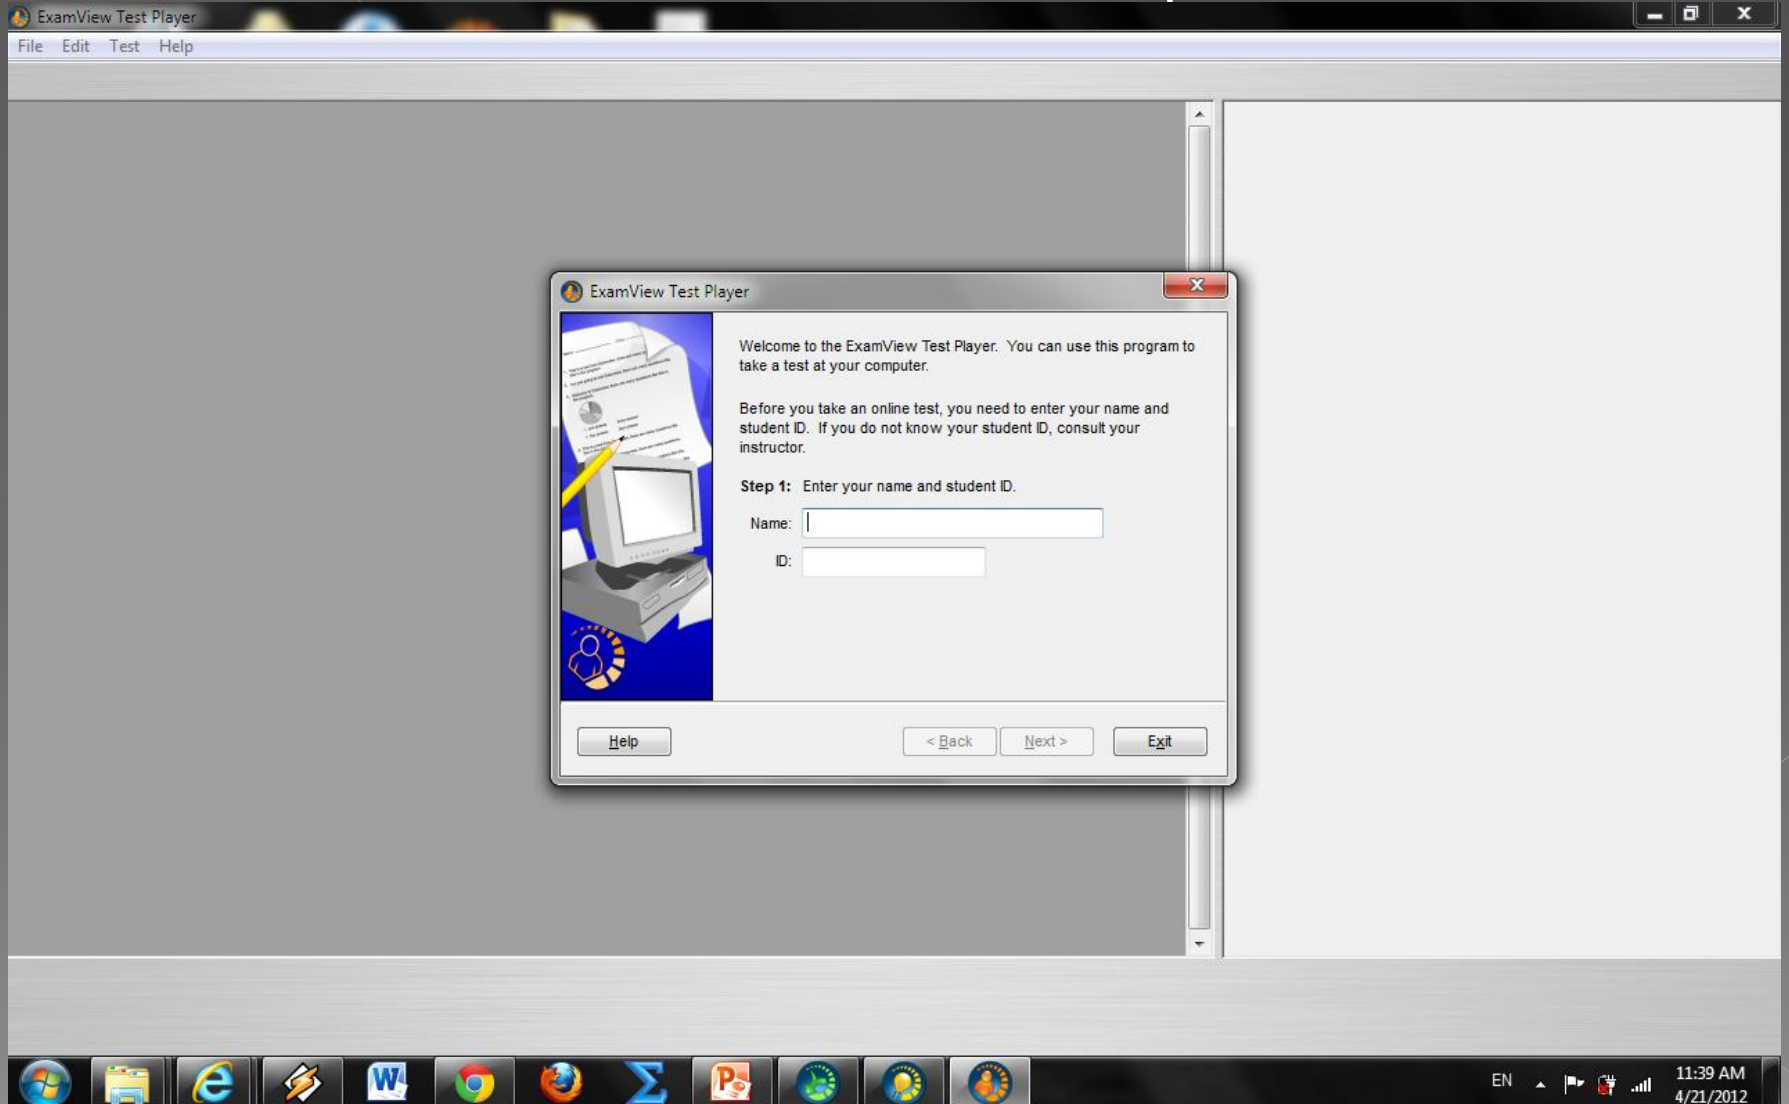 ExamView Test Player
File Edit Test Help
ExamView Test Player
Welcome to the ExamView Test Player. You can use this program to
take a test at your computer.
Before you take an online test, you need to enter your name and
student ID. If you do not know your student ID, consult your
instructor.
Step 1: Enter your name and student ID.
Name:
ID:
Help
< Back
Next >
Exit
EN
11:39 AM
4/21/2012